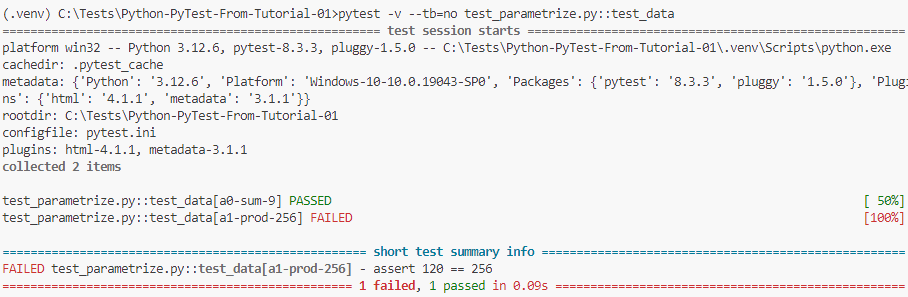 (.venv) C:\Tests\Python-PyTest-From-Tutorial-01>pytest -v --tb=no test_parametrize.py::test_data
================================================== test session starts ==================================================
platform win32 -- Python 3.12.6, pytest-8.3.3, pluggy-1.5.0 -- C:\Tests\Python-PyTest-From-Tutorial-01\.venv\Scripts\python.exe
cachedir: .pytest_cache
metadata: {'Python': '3.12.6', 'Platform': 'Windows-10-10.0.19043-SP0', 'Packages': {'pytest': '8.3.3', 'pluggy': '1.5.0'}, 'Plugi
ns': {'html': '4.1.1', 'metadata': '3.1.1'}}
rootdir: C:\Tests\Python-PyTest-From-Tutorial-01
configfile: pytest.ini
plugins: html-4.1.1, metadata-3.1.1
collected 2 items
test_parametrize.py::test_data[a0-sum-9] PASSED [ 50%]
test_parametrize.py::test_data[a1-prod-256] FAILED [100%]
================================================ short test summary info ================================================
FAILED test_parametrize.py::test_data[a1-prod-256] - assert 120 == 256
============================================== 1 failed, 1 passed in 0.09s ==============================================